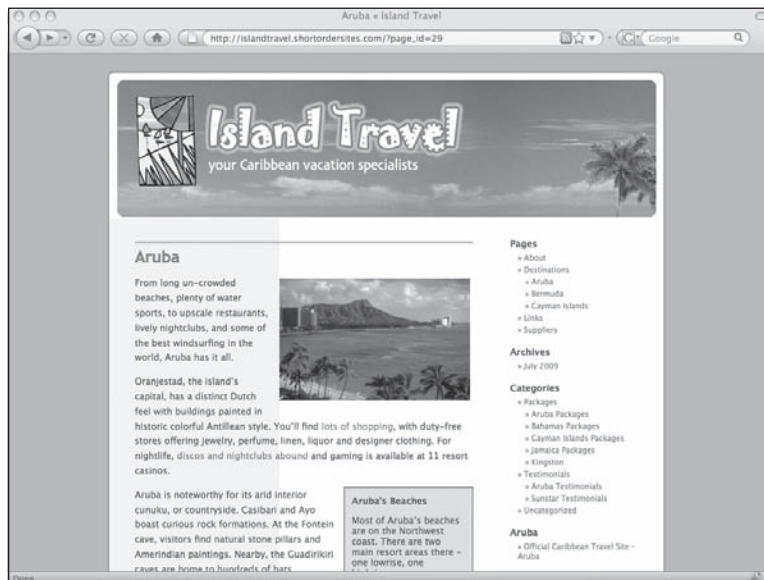 Aruba « Island Travel
http://islandtravel.shortordersites.com/?page_id=29
Google
Island Travel
your Caribbean vacation specialists
Aruba
From long un-crowded
beaches, plenty of water
sports, to upscale restaurants,
lively nightclubs, and some of
the best windsurfing in the
world, Aruba has it all.
Oranjestad, the island's
capital, has a distinct Dutch
feel with buildings painted in
historic colorful Antillean style. You'll find lots of shopping, with duty-free
stores offering jewelry, perfume, linen, liquor and designer clothing. For
nightlife, discos and nightclubs abound and gaming is available at 11 resort
casinos.
Aruba is noteworthy for its arid interior
cunuku, or countryside. Casibari and Ayo
boast curious rock formations. At the Fontein
cave, visitors find natural stone pillars and
Amerindian paintings. Nearby, the Guadirikiri
caves are home to hundreds of bats.
Aruba's Beaches
Most of Aruba's beaches
are on the Northwest
coast. There are two
main resort areas there –
one lowrise, one
Pages
» About
» Destinations
» Aruba
» Bermuda
» Cayman Islands
» Links
» Suppliers
Archives
» July 2009
Categories
» Packages
» Aruba Packages
» Bahamas Packages
» Cayman Islands Packages
» Jamaica Packages
» Kingston
» Testimonials
» Aruba Testimonials
» Sunstar Testimonials
» Uncategorized
Aruba
» Official Caribbean Travel Site –
Aruba
Done